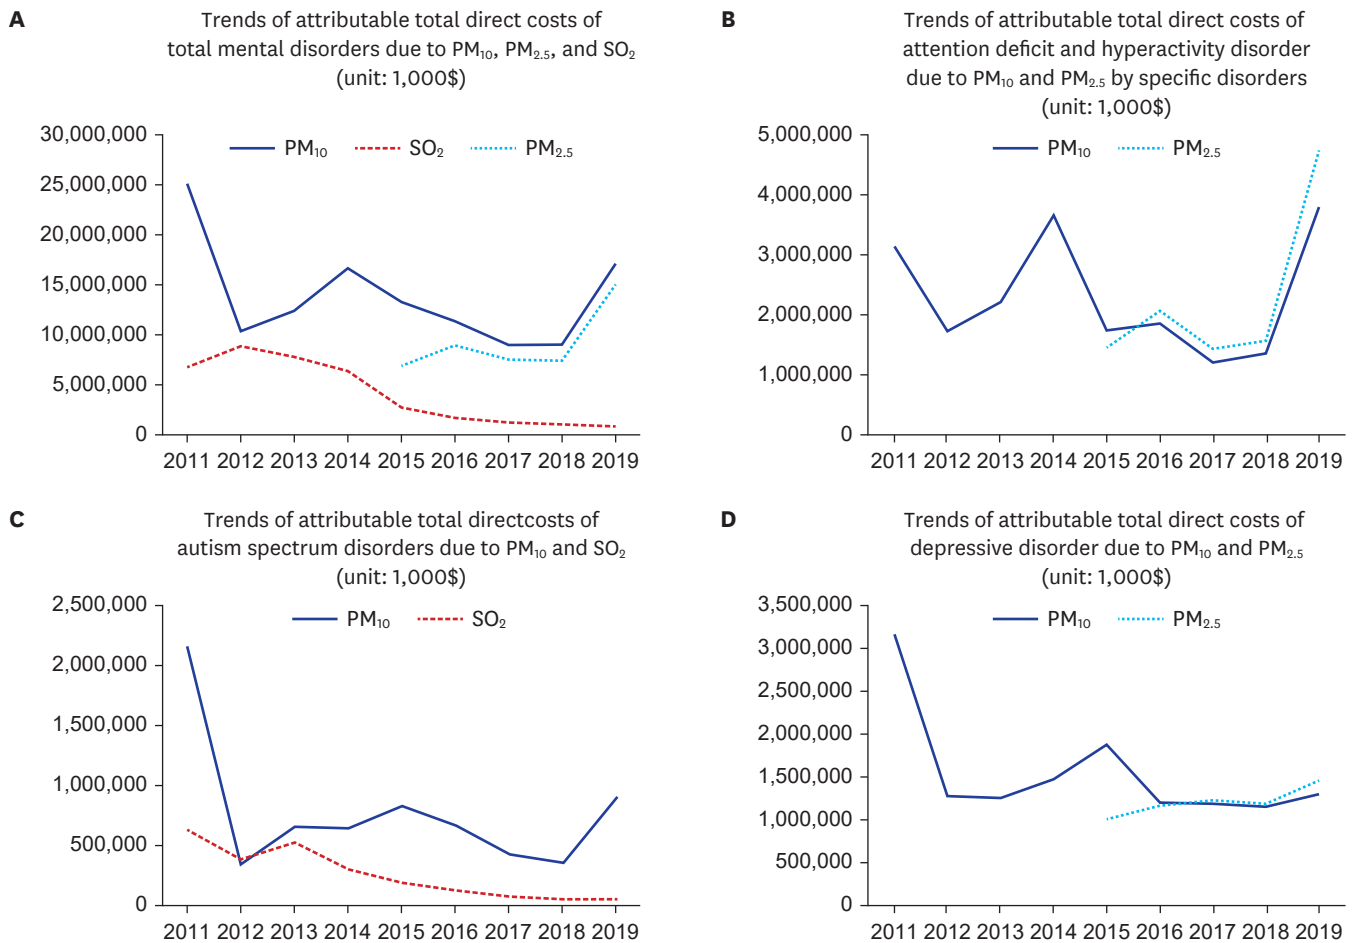 A
Trends of attributable total direct costs of
total mental disorders due to PM₁₀, PM₂.₅, and SO₂
(unit: 1,000$)
30,000,000
25,000,000
20,000,000
15,000,000
10,000,000
5,000,000
0
PM₁₀ SO₂ PM₂.₅
2011 2012 2013 2014 2015 2016 2017 2018 2019
B
Trends of attributable total direct costs of
attention deficit and hyperactivity disorder
due to PM₁₀ and PM₂.₅ by specific disorders
(unit: 1,000$)
5,000,000
4,000,000
3,000,000
2,000,000
1,000,000
0
PM₁₀ PM₂.₅
2011 2012 2013 2014 2015 2016 2017 2018 2019
C
Trends of attributable total directcosts of
autism spectrum disorders due to PM₁₀ and SO₂
(unit: 1,000$)
2,500,000
2,000,000
1,500,000
1,000,000
500,000
0
PM₁₀ SO₂
2011 2012 2013 2014 2015 2016 2017 2018 2019
D
Trends of attributable total direct costs of
depressive disorder due to PM₁₀ and PM₂.₅
(unit: 1,000$)
3,500,000
3,000,000
2,500,000
2,000,000
1,500,000
1,000,000
500,000
0
PM₁₀ PM₂.₅
2011 2012 2013 2014 2015 2016 2017 2018 2019